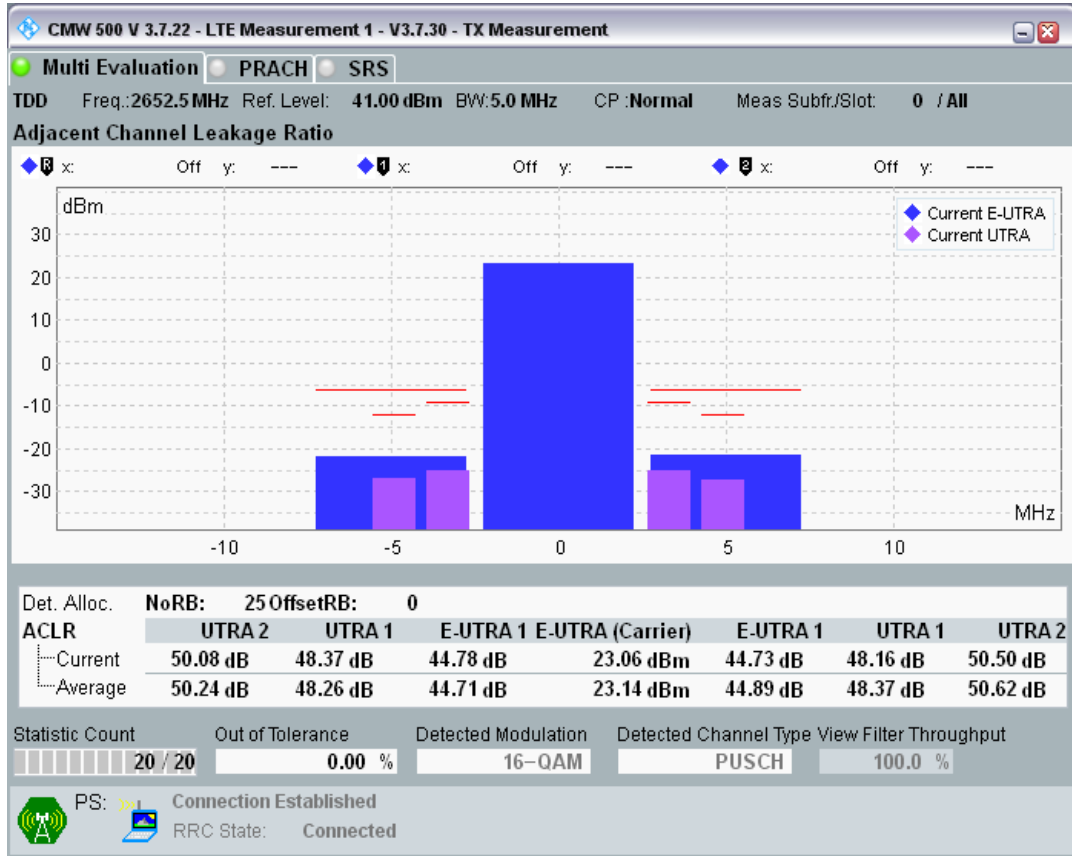 CMW 500 V 3.7.22 - LTE Measurement 1 - V3.7.30 - TX Measurement
Multi Evaluation PRACH SRS
TDD Freq.:2652.5 MHz Ref. Level: 41.00 dBm BW:5.0 MHz CP :Normal Meas Subfr./Slot: 0 / All
Adjacent Channel Leakage Ratio
R x: Off y: --- 1 x: Off y: --- 2 x: Off y: ---
dBm
Current E-UTRA
Current UTRA
30
20
10
0
-10
-20
-30
MHz
-10 -5 0 5 10
Det. Alloc. NoRB: 25 OffsetRB: 0
ACLR UTRA 2 UTRA 1 E-UTRA 1 E-UTRA (Carrier) E-UTRA 1 UTRA 1 UTRA 2
Current 50.08 dB 48.37 dB 44.78 dB 23.06 dBm 44.73 dB 48.16 dB 50.50 dB
Average 50.24 dB 48.26 dB 44.71 dB 23.14 dBm 44.89 dB 48.37 dB 50.62 dB
Statistic Count Out of Tolerance Detected Modulation Detected Channel Type View Filter Throughput
20 / 20 0.00 % 16-QAM PUSCH 100.0 %
PS: Connection Established
RRC State: Connected